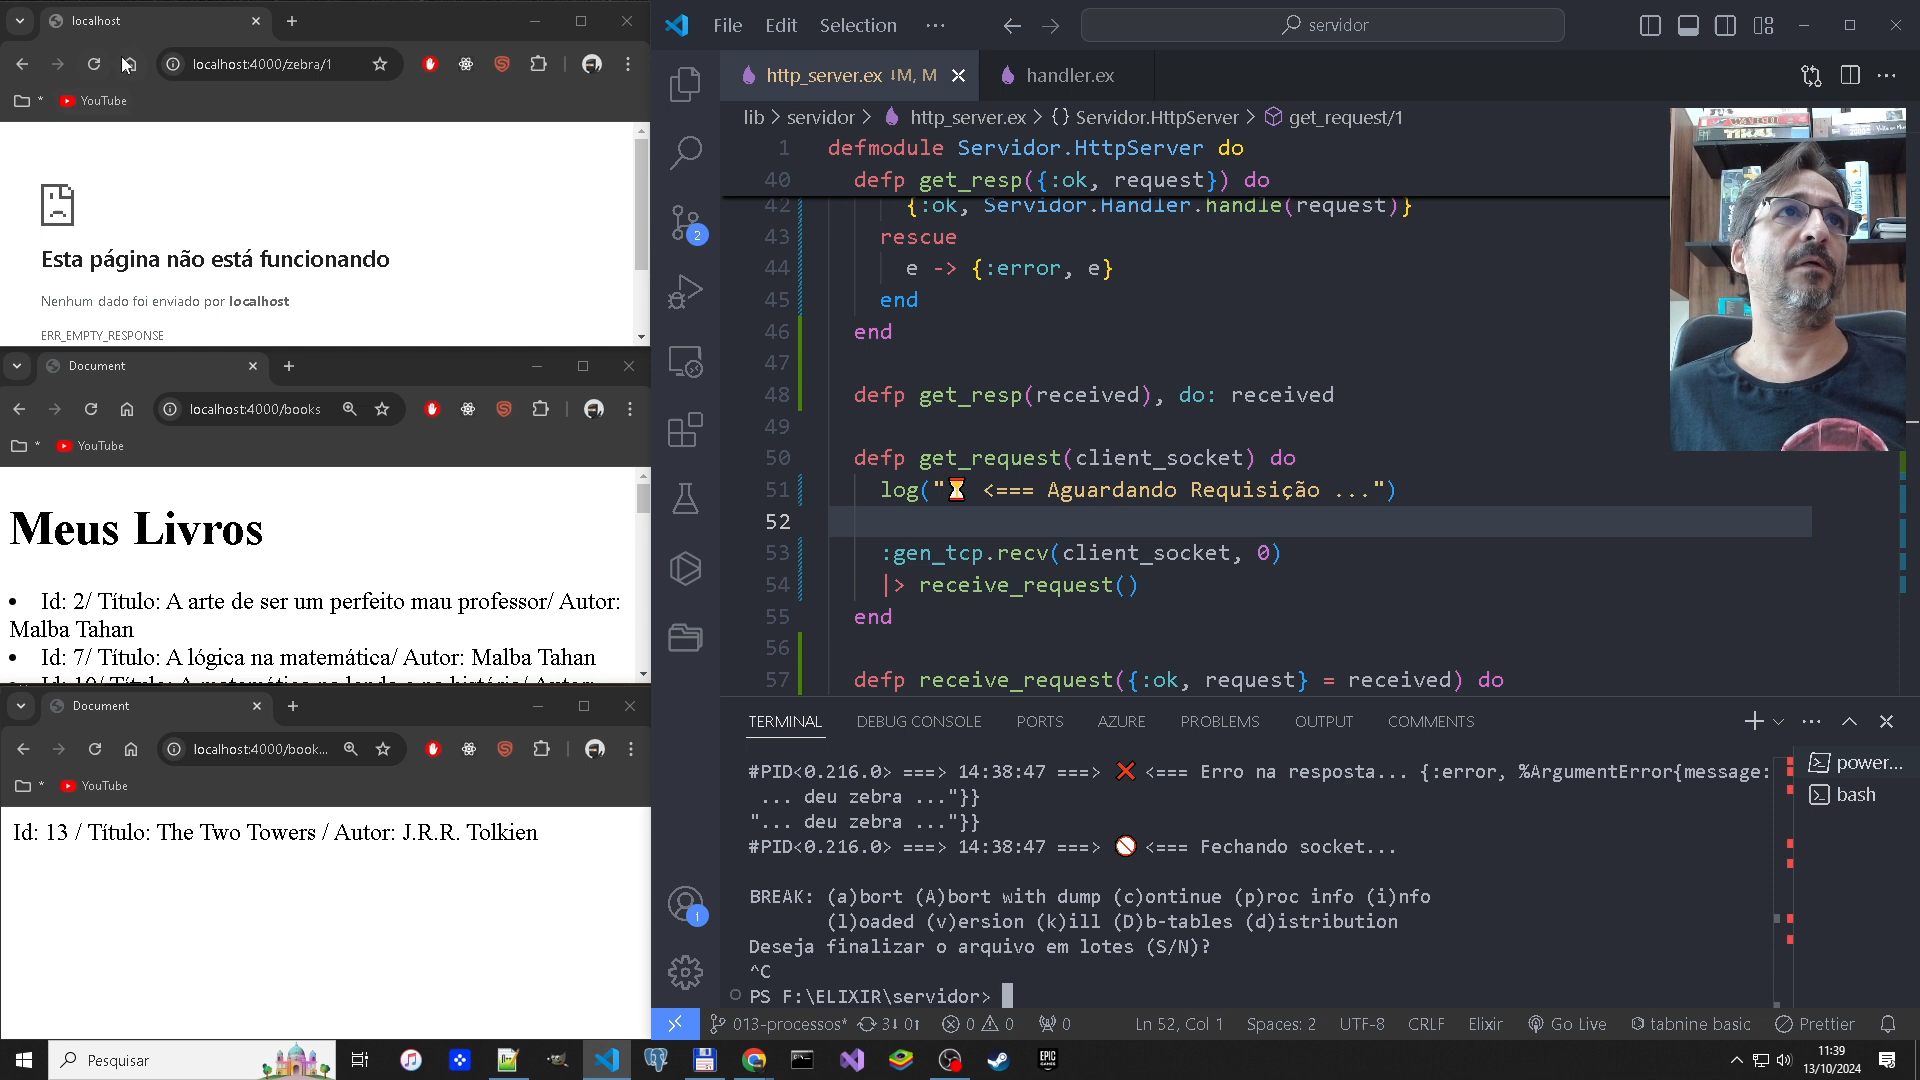 localhost
localhost:4000/zebra/1
* YouTube
Esta página não está funcionando
Nenhum dado foi enviado por localhost
ERR_EMPTY_RESPONSE
Document
localhost:4000/books
* YouTube
Meus Livros
• Id: 2/ Título: A arte de ser um perfeito mau professor/ Autor:
Malba Tahan
• Id: 7/ Título: A lógica na matemática/ Autor: Malba Tahan
Document
localhost:4000/book...
* YouTube
Id: 13 / Título: The Two Towers / Autor: J.R.R. Tolkien
File Edit Selection ...
servidor
http_server.ex ↓M, M
handler.ex
lib > servidor > http_server.ex > {} Servidor.HttpServer > get_request/1
1 defmodule Servidor.HttpServer do
40 defp get_resp({:ok, request}) do
42 {:ok, Servidor.Handler.handle(request)}
43 rescue
44 e -> {:error, e}
45 end
46 end
47
48 defp get_resp(received), do: received
49
50 defp get_request(client_socket) do
51 log("⏳ <=== Aguardando Requisição ...")
52
53 :gen_tcp.recv(client_socket, 0)
54 |> receive_request()
55 end
56
57 defp receive_request({:ok, request} = received) do
2
1
TERMINAL DEBUG CONSOLE PORTS AZURE PROBLEMS OUTPUT COMMENTS
#PID<0.216.0> ===> 14:38:47 ===> ❌ <=== Erro na resposta... {:error, %ArgumentError{message:
... deu zebra ..."}}
"... deu zebra ..."}}
#PID<0.216.0> ===> 14:38:47 ===> 🚫 <=== Fechando socket...
BREAK: (a)bort (A)bort with dump (c)ontinue (p)roc info (i)nfo
(l)oaded (v)ersion (k)ill (D)b-tables (d)istribution
Deseja finalizar o arquivo em lotes (S/N)?
^C
PS F:\ELIXIR\servidor>
power...
bash
013-processos* 3↓ 0↑ 0 0 0
Ln 52, Col 1 Spaces: 2 UTF-8 CRLF Elixir Go Live tabnine basic Prettier
Pesquisar
EPIC
11:39
13/10/2024